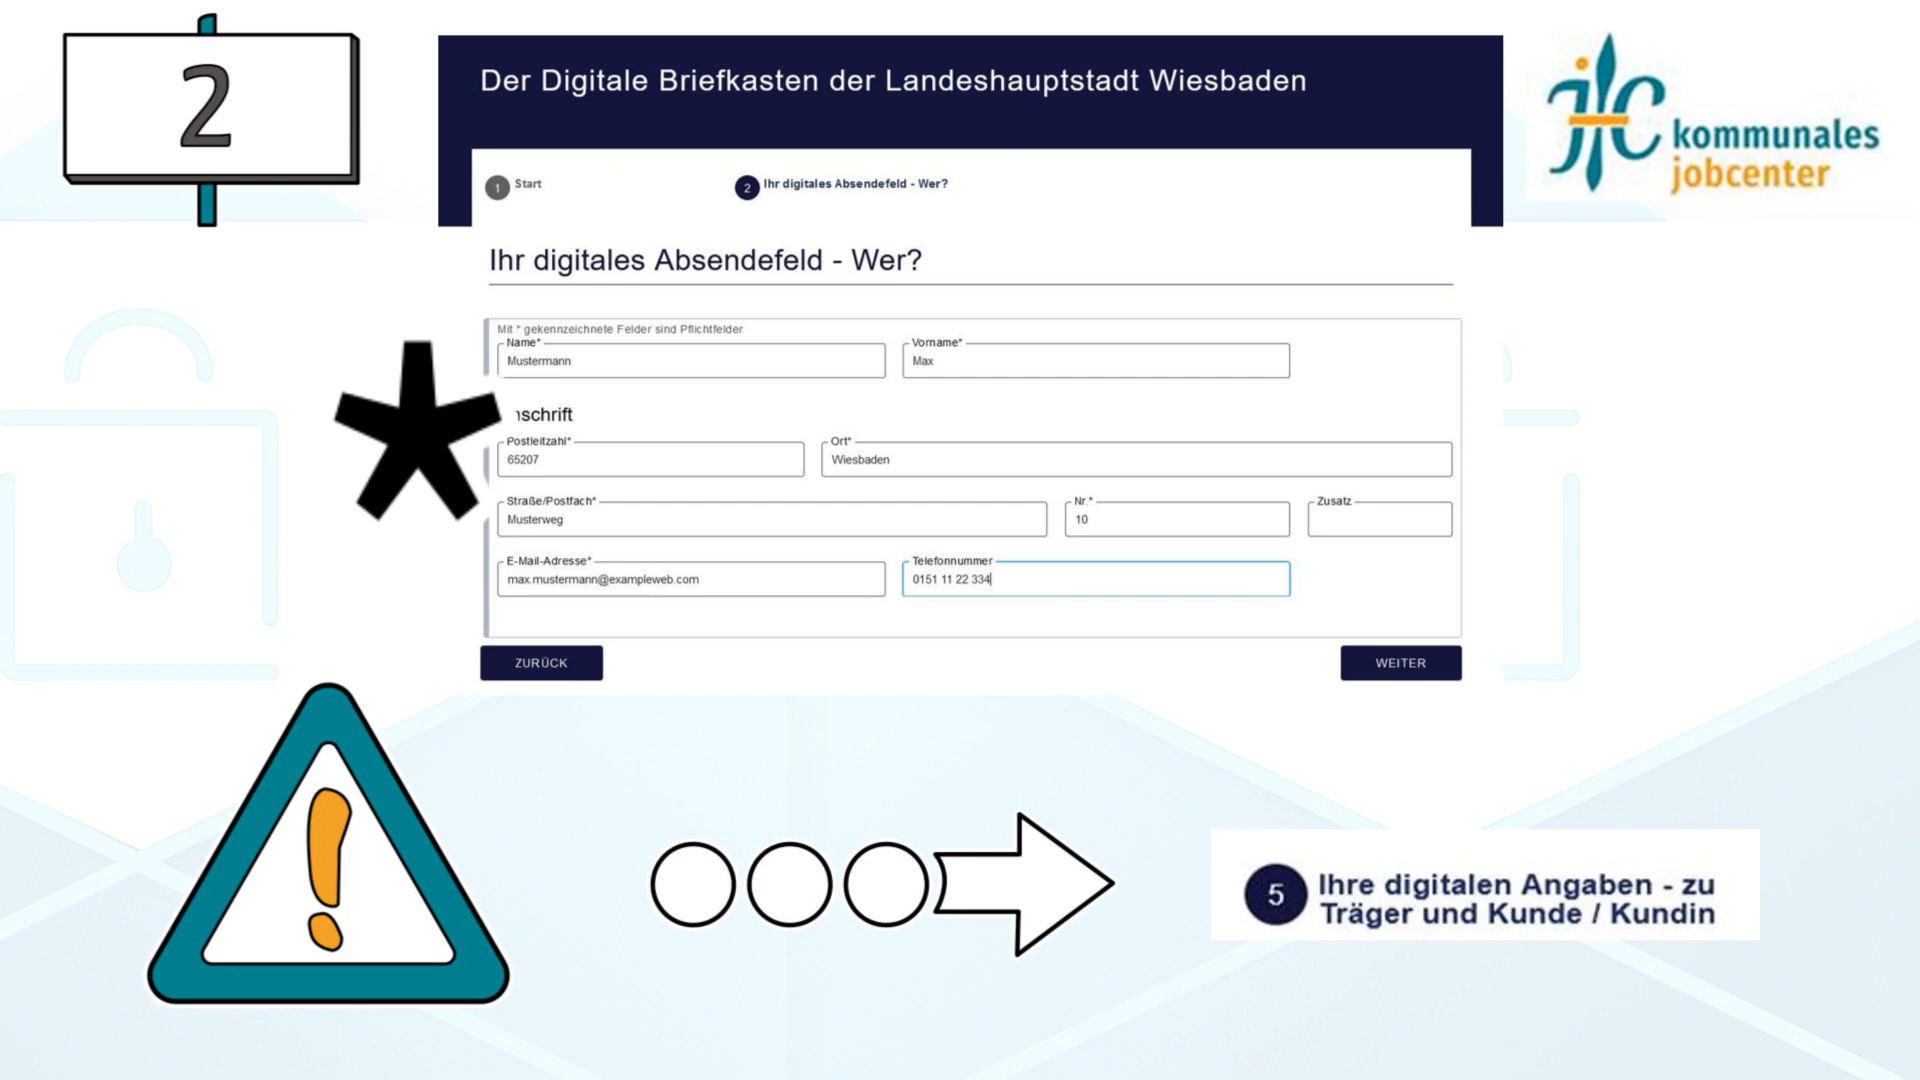 2
Der Digitale Briefkasten der Landeshauptstadt Wiesbaden
kommunales
jobcenter
1 Start
2 Ihr digitales Absendefeld - Wer?
Ihr digitales Absendefeld - Wer?
Mit * gekennzeichnete Felder sind Pflichtfelder
Name* Vorname*
Mustermann Max
nschrift
Postleitzahl* Ort*
65207 Wiesbaden
Straße/Postfach* Nr.* Zusatz
Musterweg 10
E-Mail-Adresse* Telefonnummer
max.mustermann@exampleweb.com 0151 11 22 334
ZURÜCK WEITER
5 Ihre digitalen Angaben - zu
Träger und Kunde / Kundin